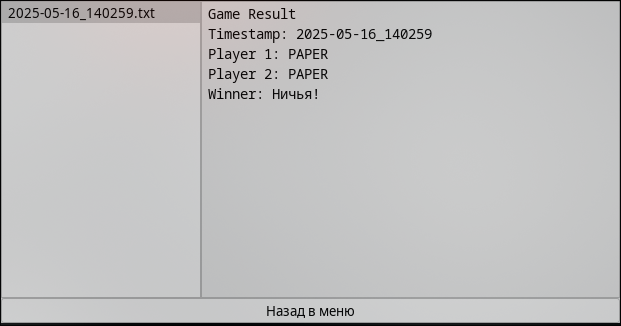 2025-05-16_140259.txt
Game Result
Timestamp: 2025-05-16_140259
Player 1: PAPER
Player 2: PAPER
Winner: Ничья!
Назад в меню